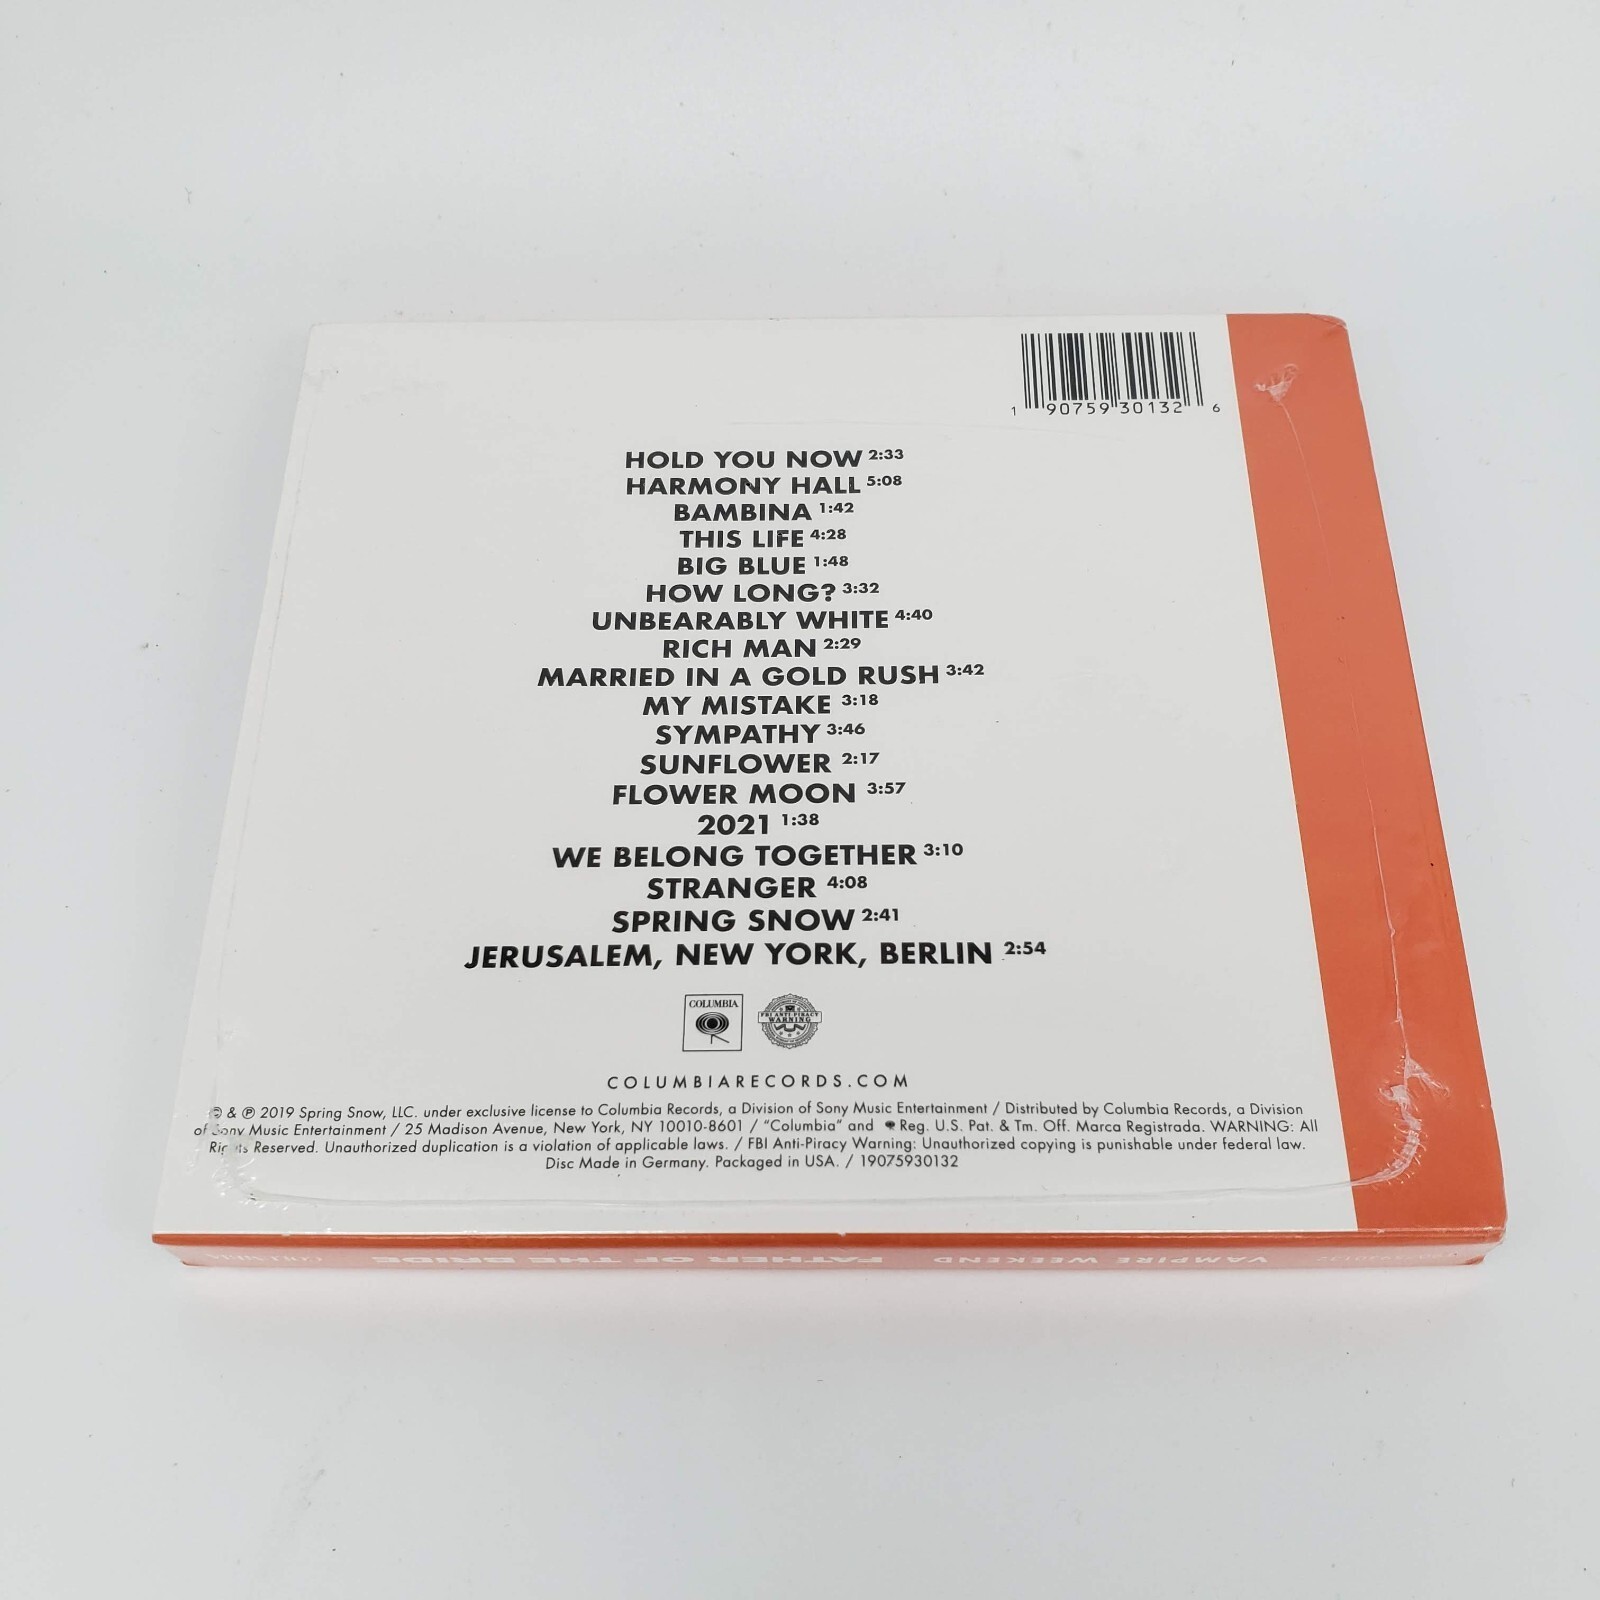 1 90759 30132 6
HOLD YOU NOW 2:33
HARMONY HALL 5:08
BAMBINA 1:42
THIS LIFE 4:28
BIG BLUE 1:48
HOW LONG? 3:32
UNBEARABLY WHITE 4:40
RICH MAN 2:29
MARRIED IN A GOLD RUSH 3:42
MY MISTAKE 3:18
SYMPATHY 3:46
SUNFLOWER 2:17
FLOWER MOON 3:57
2021 1:38
WE BELONG TOGETHER 3:10
STRANGER 4:08
SPRING SNOW 2:41
JERUSALEM, NEW YORK, BERLIN 2:54
COLUMBIA
FBI ANTI-PIRACY
WARNING
COLUMBIARECORDS.COM
© & ℗ 2019 Spring Snow, LLC. under exclusive license to Columbia Records, a Division of Sony Music Entertainment / Distributed by Columbia Records, a Division
of Sony Music Entertainment / 25 Madison Avenue, New York, NY 10010-8601 / "Columbia" and Reg. U.S. Pat. & Tm. Off. Marca Registrada. WARNING: All
Rights Reserved. Unauthorized duplication is a violation of applicable laws. / FBI Anti-Piracy Warning: Unauthorized copying is punishable under federal law.
Disc Made in Germany. Packaged in USA. / 19075930132
VAMPIRE WEEKEND FATHER OF THE BRIDE COLUMBIA